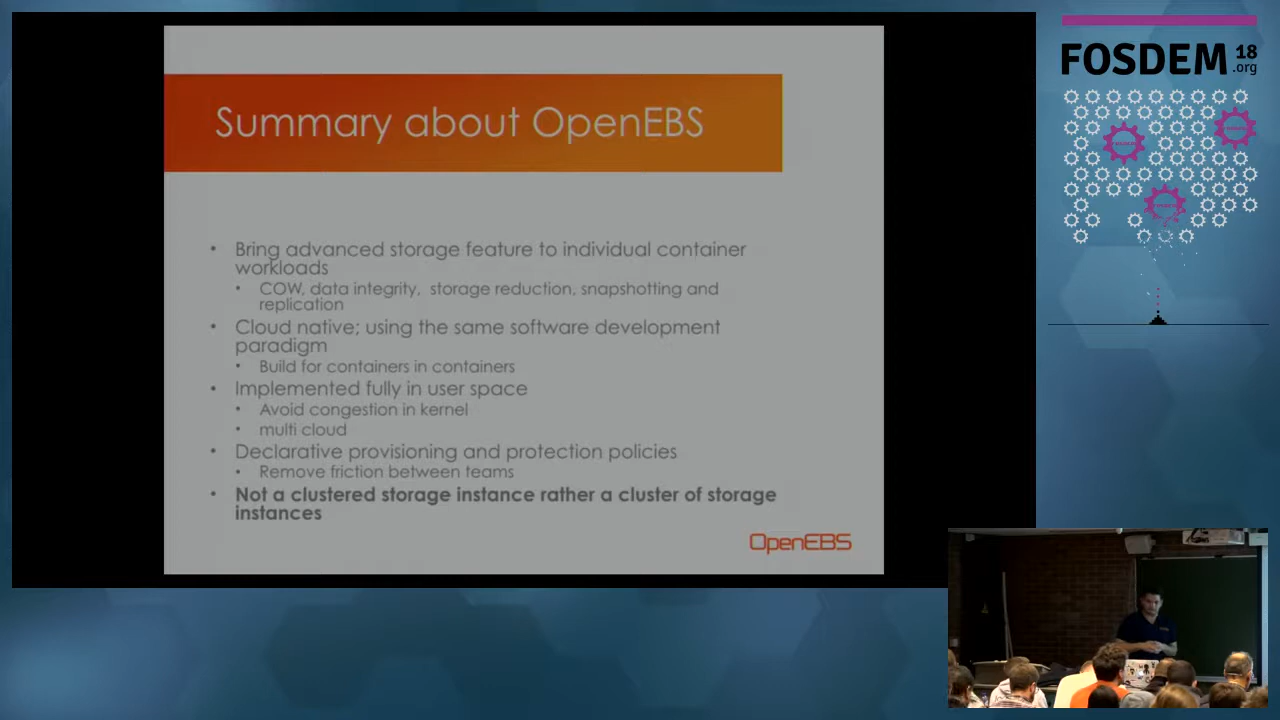 Summary about OpenEBS
• Bring advanced storage feature to individual container
workloads
• COW, data integrity, storage reduction, snapshotting and
replication
• Cloud native; using the same software development
paradigm
• Build for containers in containers
• Implemented fully in user space
• Avoid congestion in kernel
• multi cloud
• Declarative provisioning and protection policies
• Remove friction between teams
• Not a clustered storage instance rather a cluster of storage
instances
OpenEBS
FOSDEM 18
.org